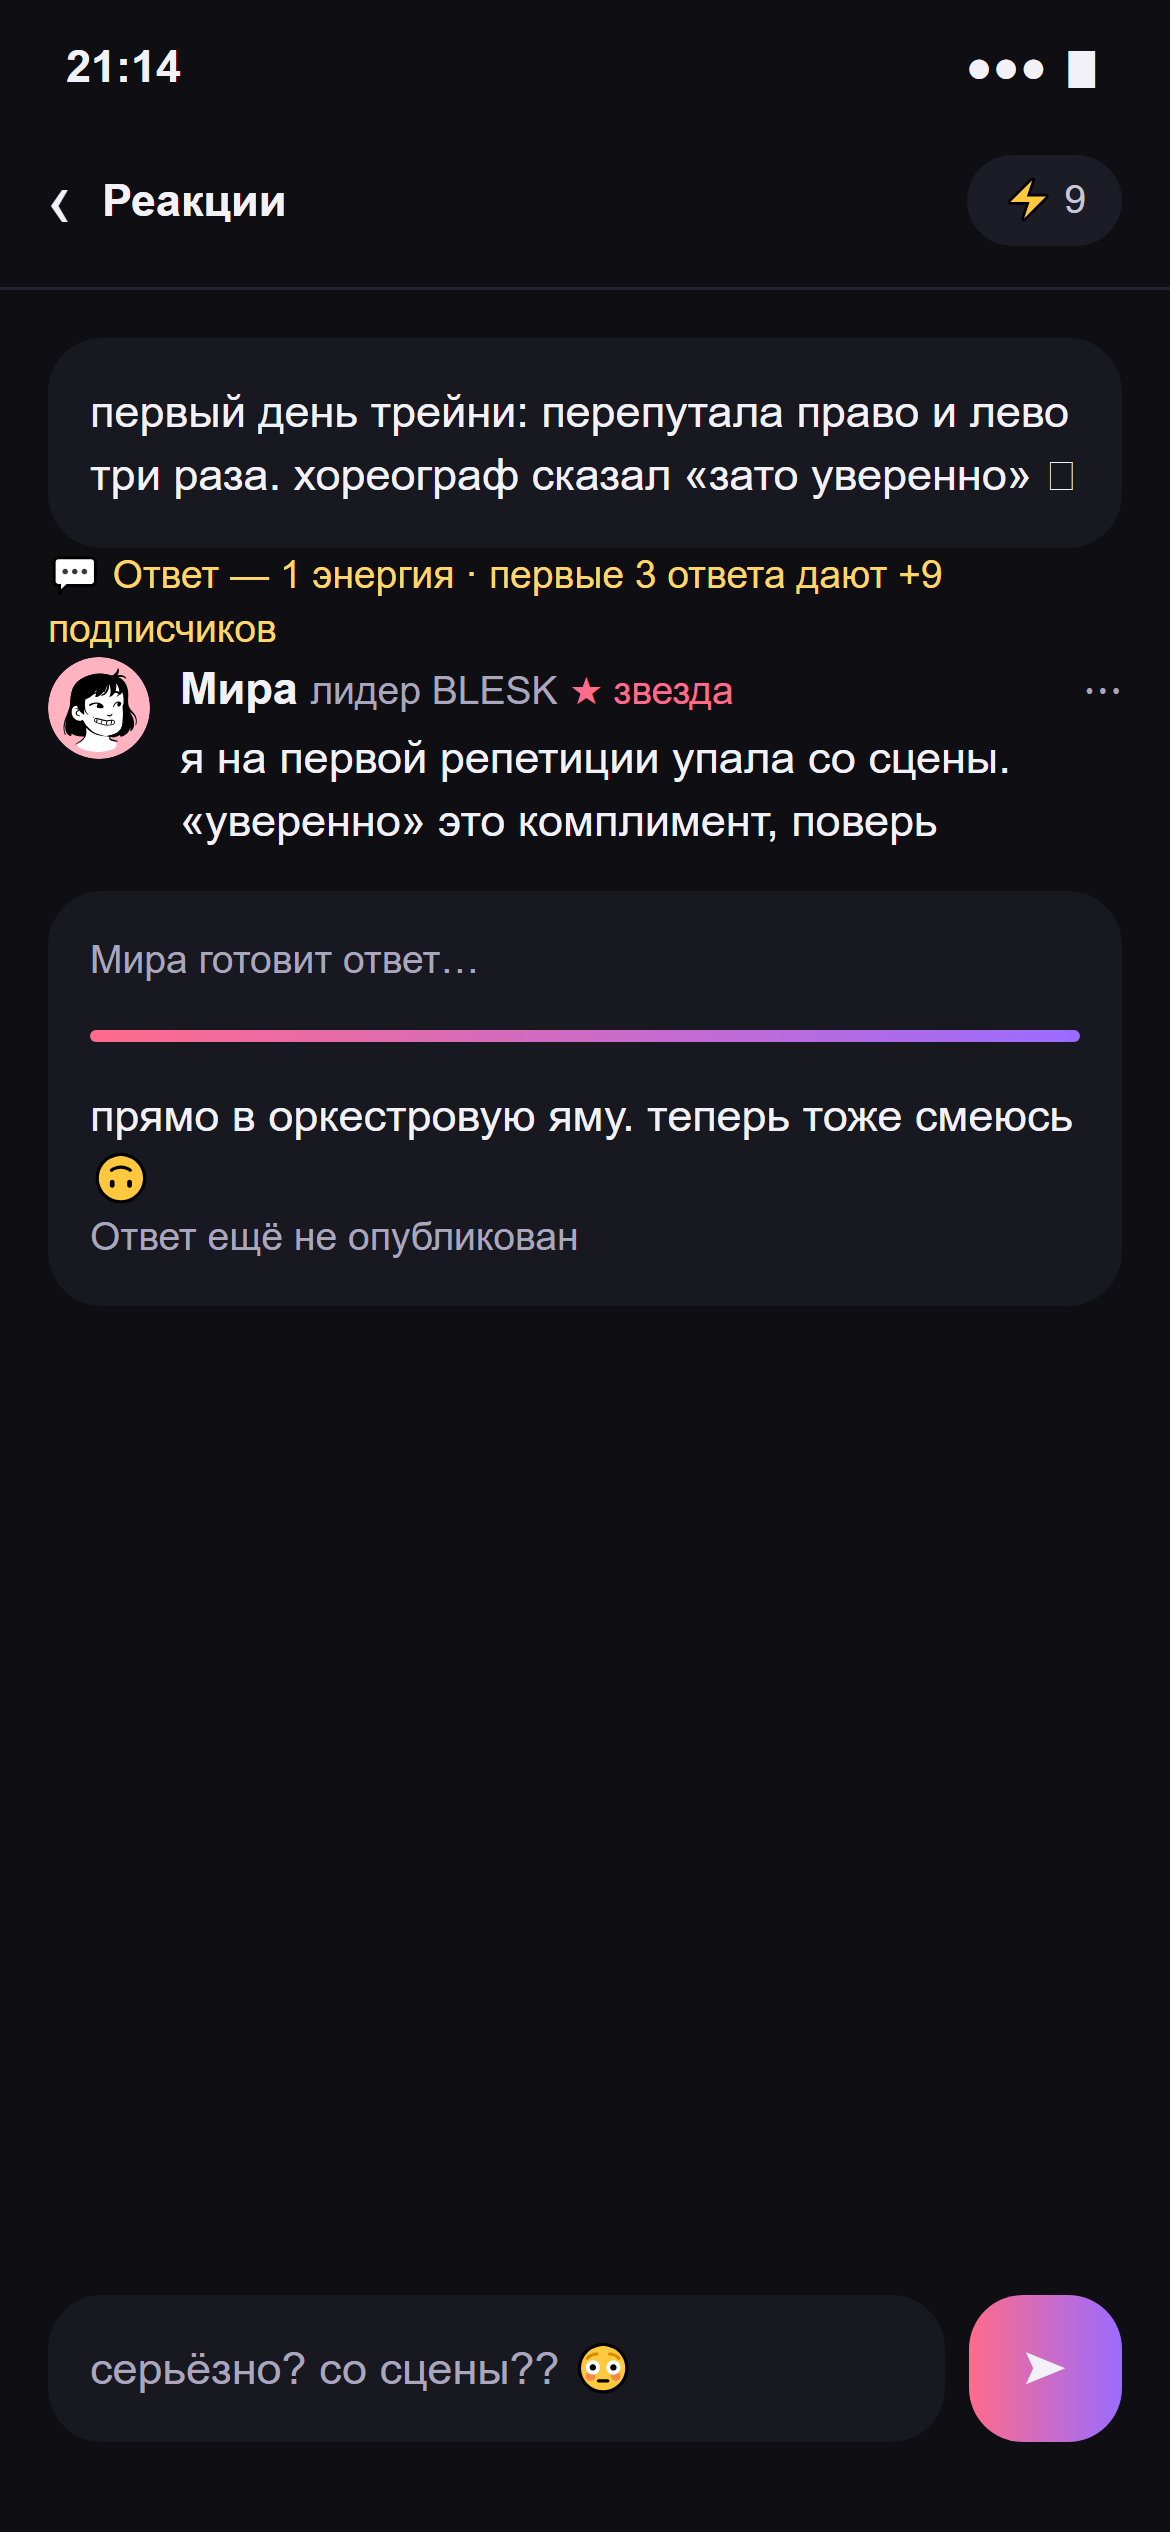 21:14
Реакции
⚡ 9
первый день трейни: перепутала право и лево
три раза. хореограф сказал «зато уверенно» □
💬 Ответ — 1 энергия · первые 3 ответа дают +9
подписчиков
Мира лидер BLESK ★ звезда ···
я на первой репетиции упала со сцены.
«уверенно» это комплимент, поверь
Мира готовит ответ…
прямо в оркестровую яму. теперь тоже смеюсь
🙃
Ответ ещё не опубликован
серьёзно? со сцены?? 😳